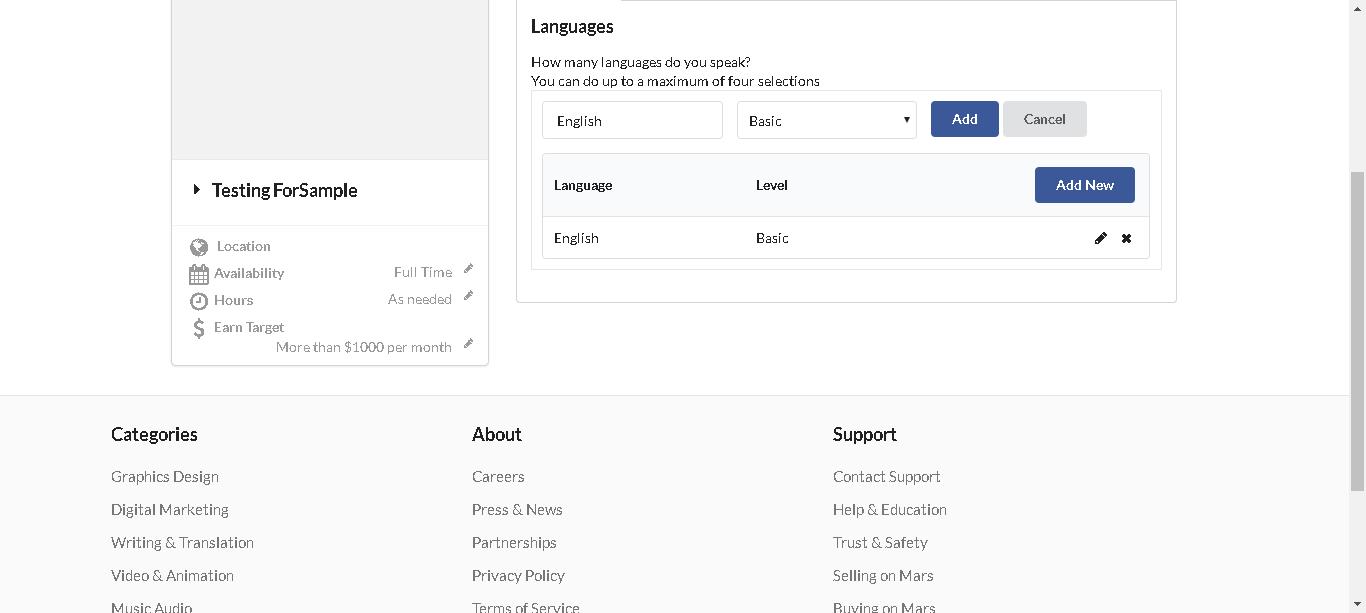 Languages
How many languages do you speak?
You can do up to a maximum of four selections
English Basic Add Cancel
Language Level Add New
English Basic
Testing ForSample
Location
Availability Full Time
Hours As needed
Earn Target
More than $1000 per month
Categories
Graphics Design
Digital Marketing
Writing & Translation
Video & Animation
Music Audio
About
Careers
Press & News
Partnerships
Privacy Policy
Terms of Service
Support
Contact Support
Help & Education
Trust & Safety
Selling on Mars
Buying on Mars